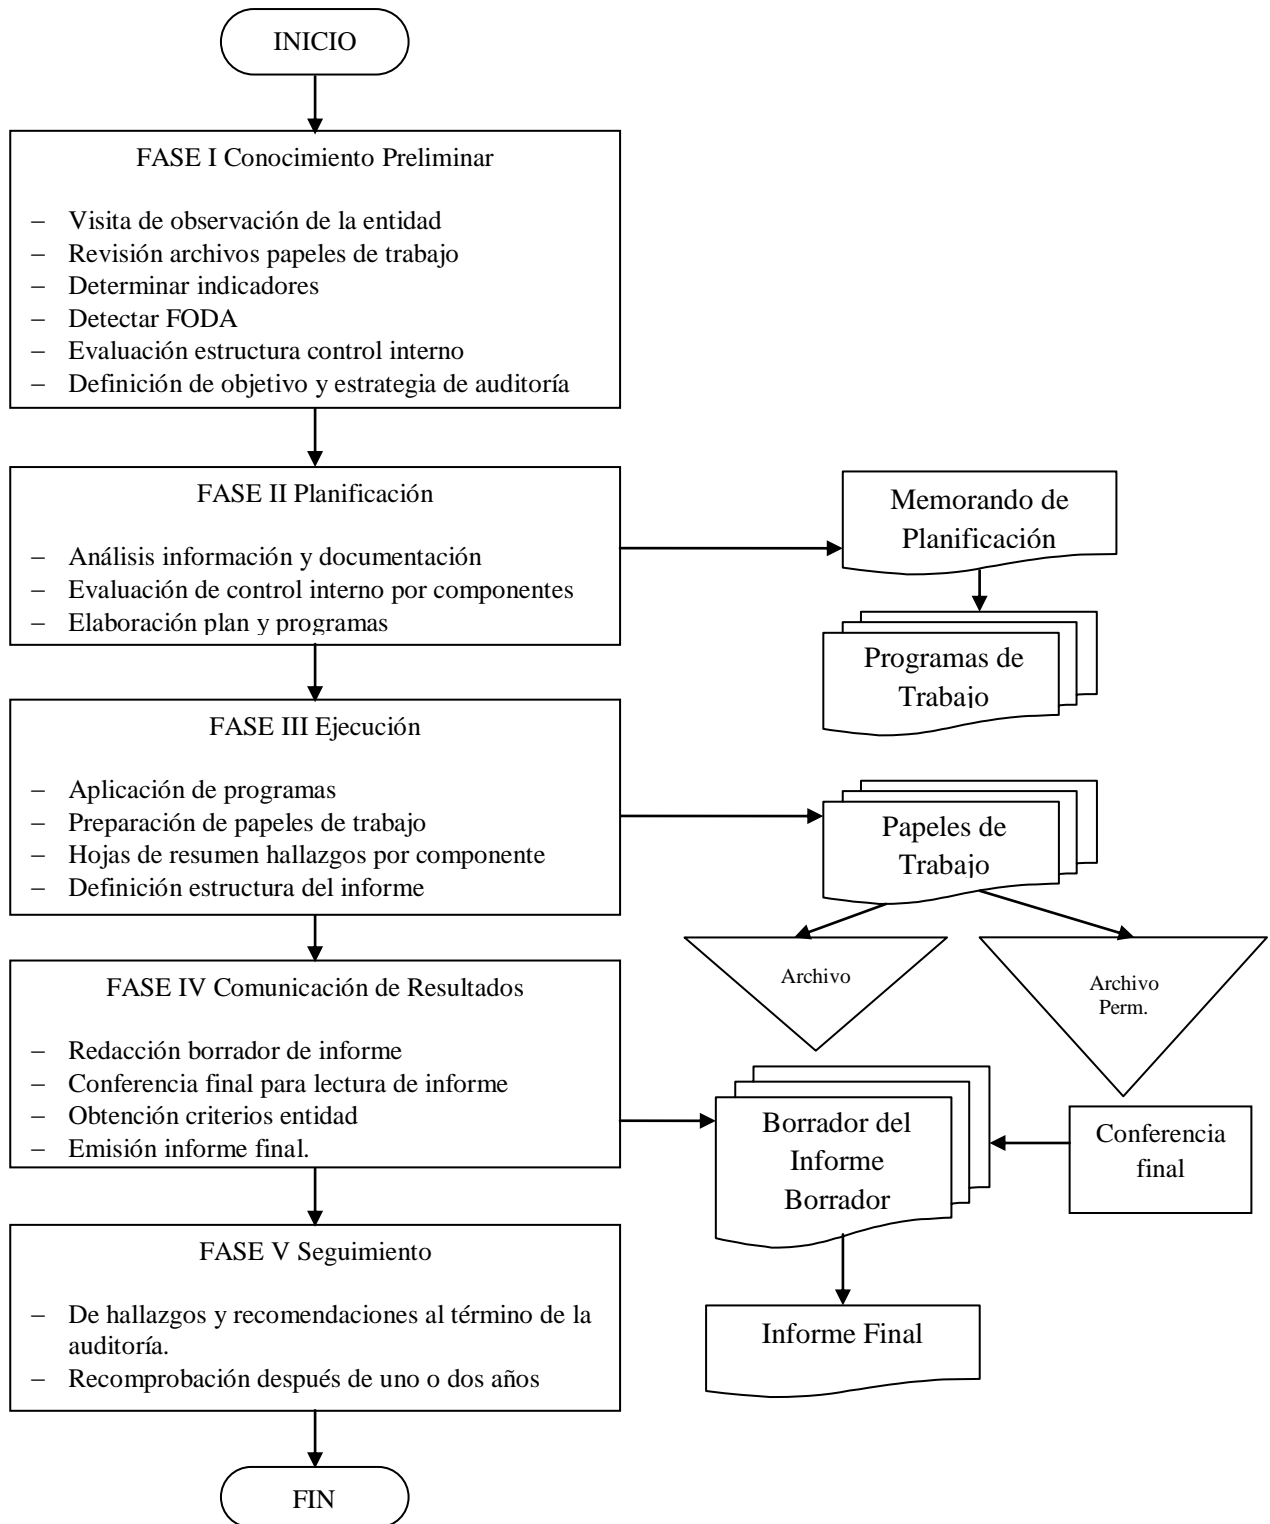 INICIO
FASE I Conocimiento Preliminar
– Visita de observación de la entidad
– Revisión archivos papeles de trabajo
– Determinar indicadores
– Detectar FODA
– Evaluación estructura control interno
– Definición de objetivo y estrategia de auditoría
FASE II Planificación
– Análisis información y documentación
– Evaluación de control interno por componentes
– Elaboración plan y programas
Memorando de
Planificación
Programas de
Trabajo
FASE III Ejecución
– Aplicación de programas
– Preparación de papeles de trabajo
– Hojas de resumen hallazgos por componente
– Definición estructura del informe
Papeles de
Trabajo
Archivo
Archivo
Perm.
FASE IV Comunicación de Resultados
– Redacción borrador de informe
– Conferencia final para lectura de informe
– Obtención criterios entidad
– Emisión informe final.
Borrador del
Informe
Borrador
Conferencia
final
FASE V Seguimiento
– De hallazgos y recomendaciones al término de la
auditoría.
– Recomprobación después de uno o dos años
Informe Final
FIN